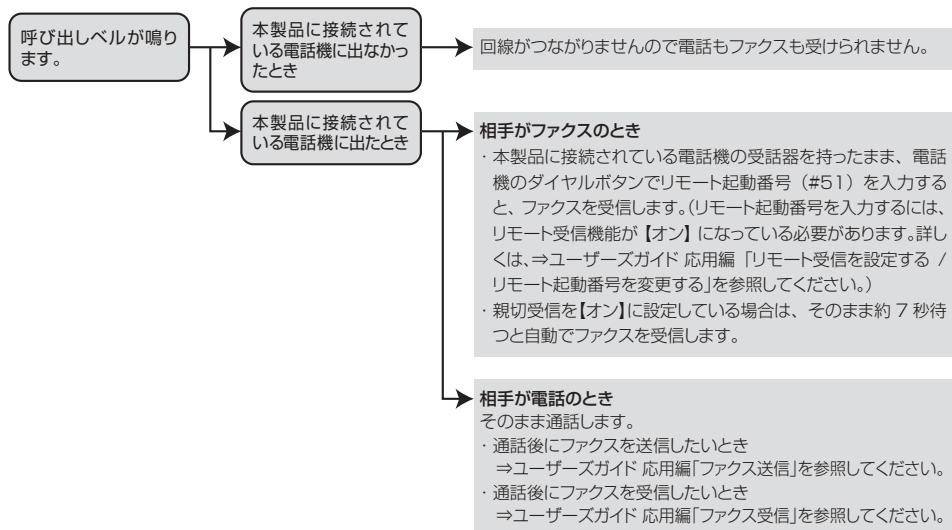 呼び出しベルが鳴り
ます。
本製品に接続されて
いる電話機に出なかっ
たとき
回線がつながりませんので電話もファクスも受けられません。
本製品に接続されて
いる電話機に出たとき
相手がファクスのとき
・本製品に接続されている電話機の受話器を持ったまま、電話
機のダイヤルボタンでリモート起動番号（#51）を入力する
と、ファクスを受信します。（リモート起動番号を入力するには、
リモート受信機能が【オン】になっている必要があります。詳し
くは、⇒ユーザーズガイド 応用編「リモート受信を設定する /
リモート起動番号を変更する」を参照してください。）
・親切受信を【オン】に設定している場合は、そのまま約 7 秒待
つと自動でファクスを受信します。
相手が電話のとき
そのまま通話します。
・通話後にファクスを送信したいとき
⇒ユーザーズガイド 応用編「ファクス送信」を参照してください。
・通話後にファクスを受信したいとき
⇒ユーザーズガイド 応用編「ファクス受信」を参照してください。